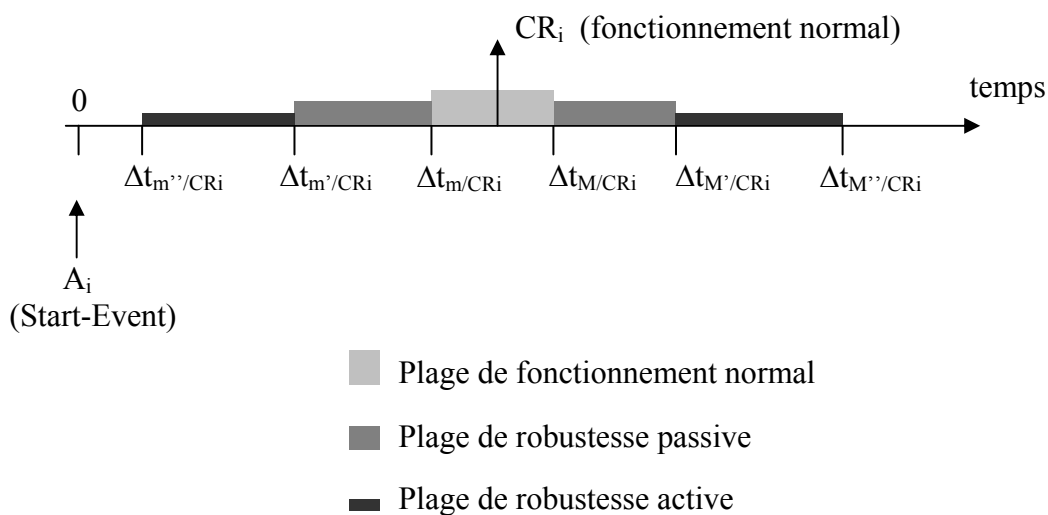 CRi (fonctionnement normal)
0
temps
Δtm’’/CRi Δtm’/CRi Δtm/CRi ΔtM/CRi ΔtM’/CRi ΔtM’’/CRi
Ai
(Start-Event)
Plage de fonctionnement normal
Plage de robustesse passive
Plage de robustesse active